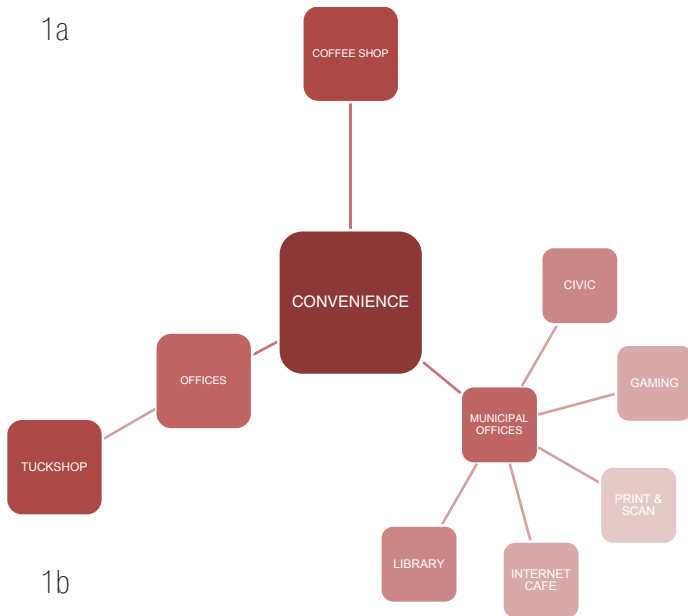 1a
COFFEE SHOP
CONVENIENCE
CIVIC
OFFICES
GAMING
MUNICIPAL
OFFICES
TUCKSHOP
PRINT &
SCAN
LIBRARY
INTERNET
CAFE
1b